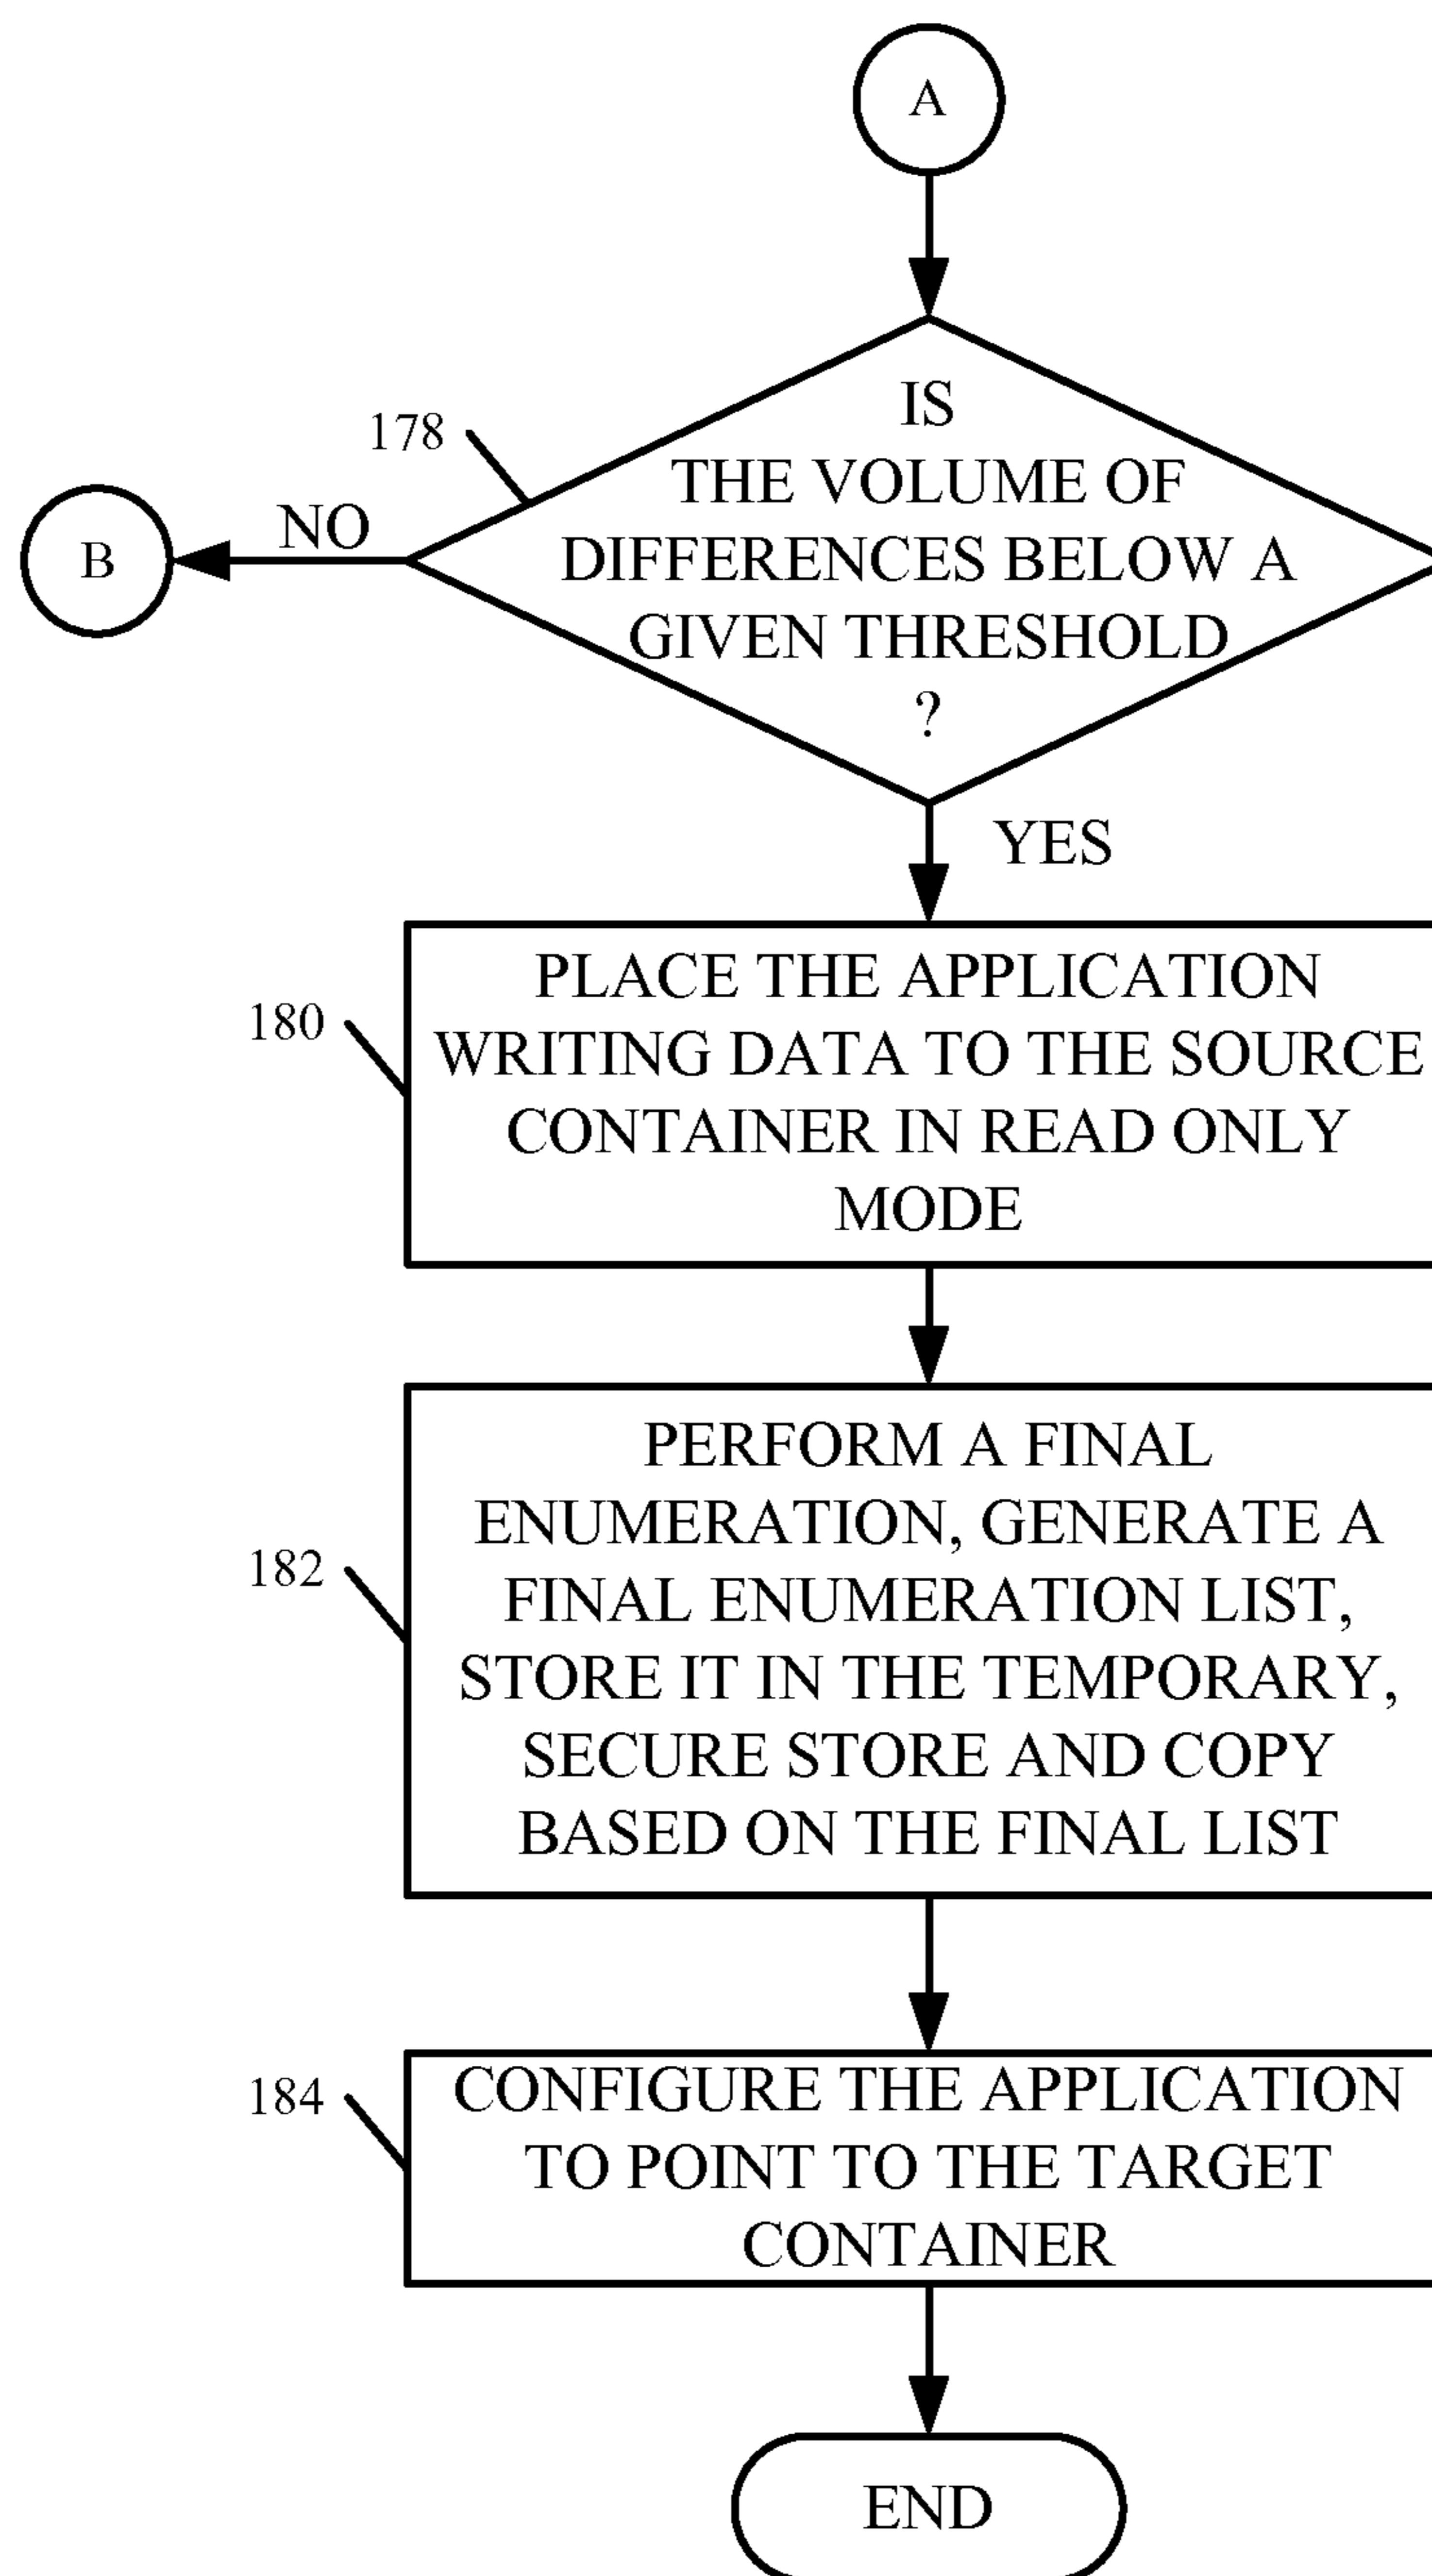 A
178
IS
THE VOLUME OF
DIFFERENCES BELOW A
GIVEN THRESHOLD
?
NO
B
YES
180
PLACE THE APPLICATION
WRITING DATA TO THE SOURCE
CONTAINER IN READ ONLY
MODE
182
PERFORM A FINAL
ENUMERATION, GENERATE A
FINAL ENUMERATION LIST,
STORE IT IN THE TEMPORARY,
SECURE STORE AND COPY
BASED ON THE FINAL LIST
184
CONFIGURE THE APPLICATION
TO POINT TO THE TARGET
CONTAINER
END